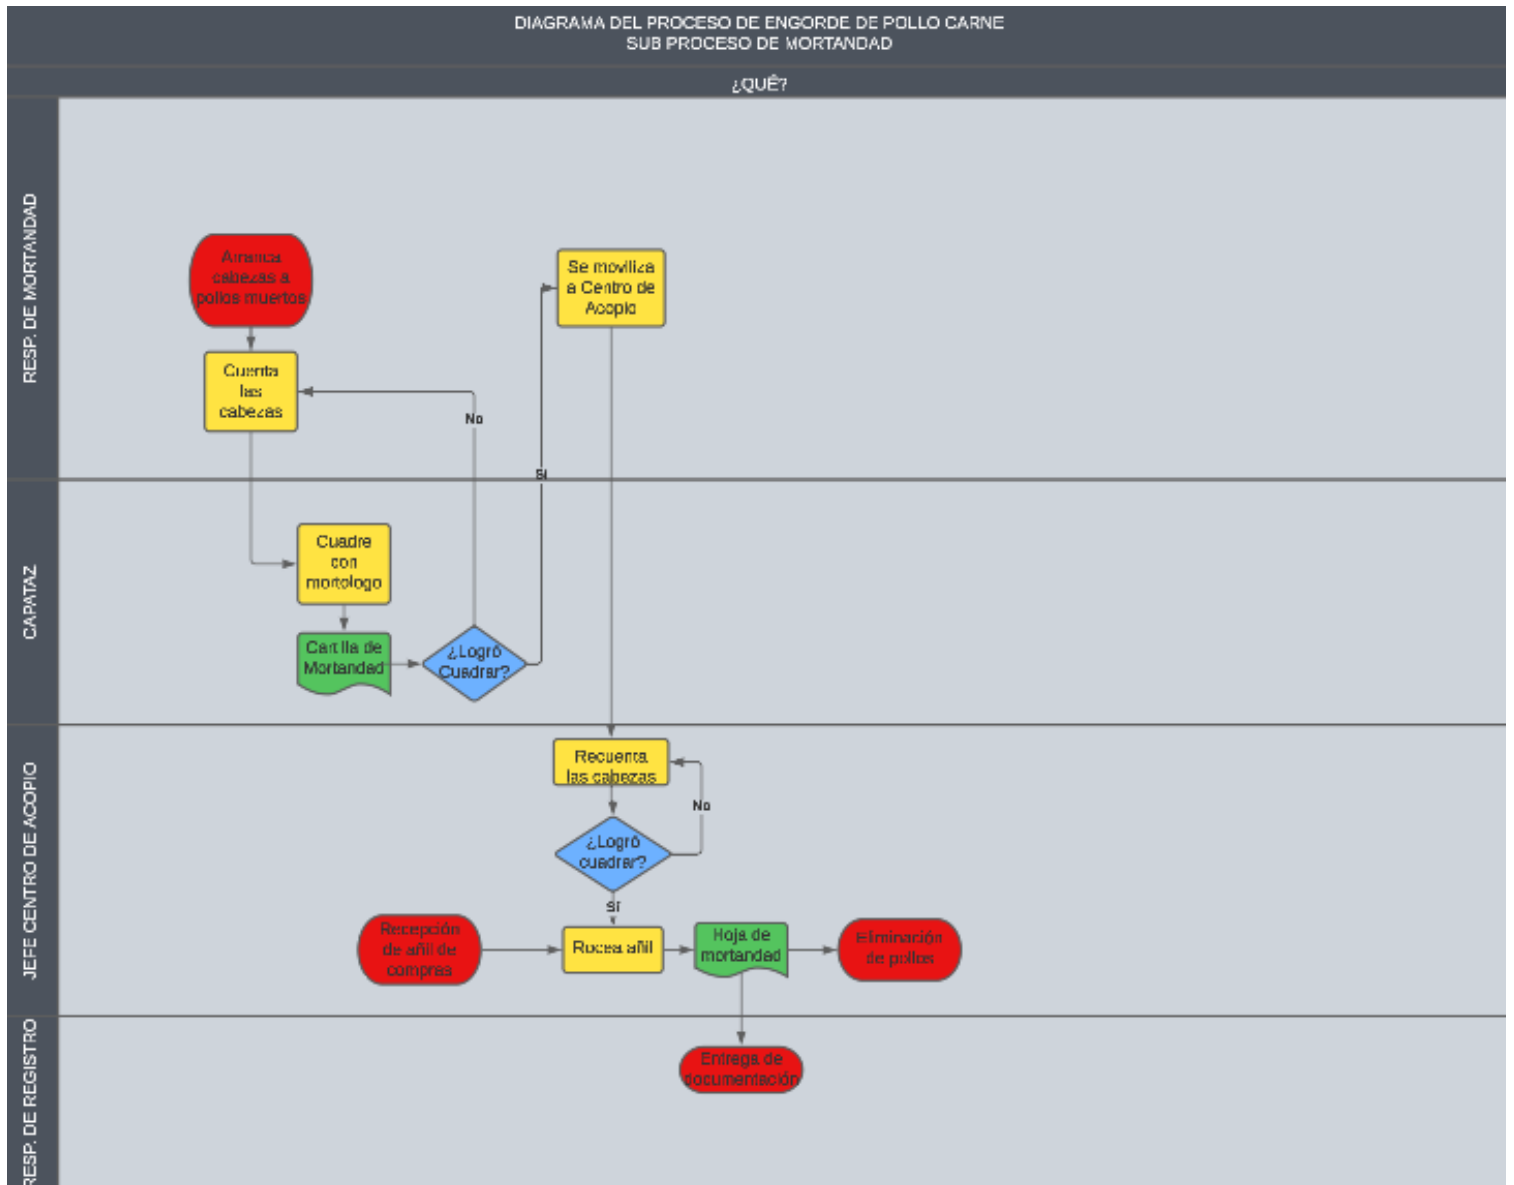 DIAGRAMA DEL PROCESO DE ENGORDE DE POLLO CARNE
SUB PROCESO DE MORTANDAD
¿QUÉ?
RESP. DE MORTANDAD
Arranca
cabezas a
pollos muertos
Cuenta
las
cabezas
No
Si
Se moviliza
a Centro de
Acopio
CAPATAZ
Cuadre
con
mortologo
Cartilla de
Mortandad
¿Logró
Cuadrar?
JEFE CENTRO DE ACOPIO
Recuenta
las cabezas
No
¿Logró
cuadrar?
Sí
Recepción
de añil de
compras
Rocea añil
Hoja de
mortandad
Eliminación
de pollos
RESP. DE REGISTRO
Entrega de
documentación